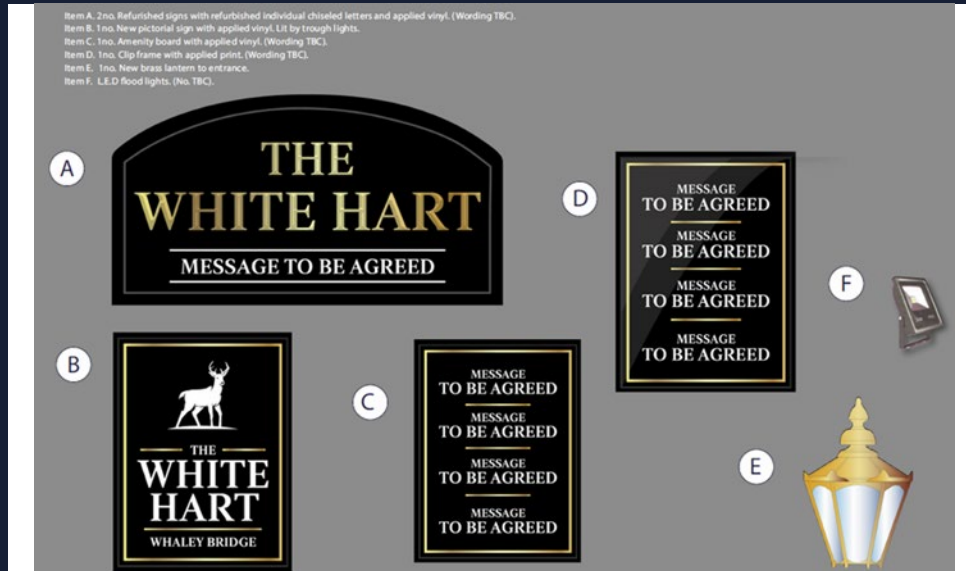 Item A. 2no. Refurished signs with refurbished individual chiseled letters and applied vinyl. (Wording TBC).
Item B. 1no. New pictorial sign with applied vinyl. Lit by trough lights.
Item C. 1no. Amenity board with applied vinyl. (Wording TBC).
Item D. 1no. Clip frame with applied print. (Wording TBC).
Item E. 1no. New brass lantern to entrance.
Item F. L.E.D flood lights. (No. TBC).
A
THE
WHITE HART
MESSAGE TO BE AGREED
D
MESSAGE
TO BE AGREED
MESSAGE
TO BE AGREED
MESSAGE
TO BE AGREED
MESSAGE
TO BE AGREED
F
B
THE
WHITE
HART
WHALEY BRIDGE
C
MESSAGE
TO BE AGREED
MESSAGE
TO BE AGREED
MESSAGE
TO BE AGREED
MESSAGE
TO BE AGREED
E